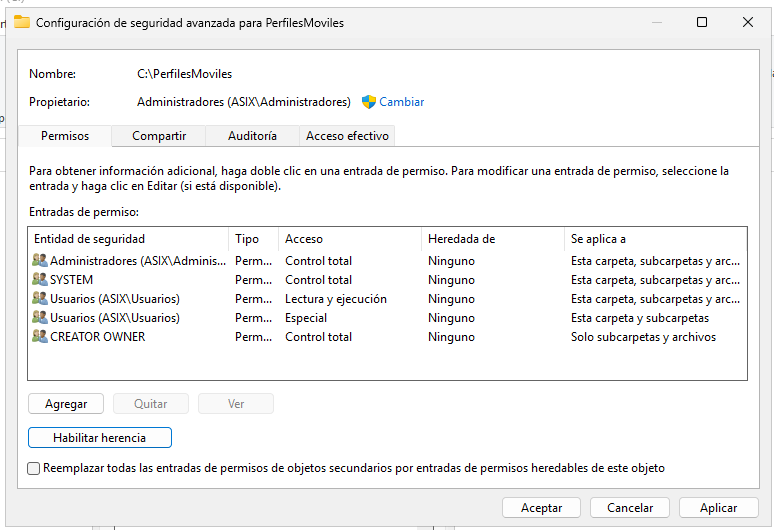 Configuración de seguridad avanzada para PerfilesMoviles
Nombre: C:\PerfilesMoviles
Propietario: Administradores (ASIX\Administradores) Cambiar
Permisos Compartir Auditoría Acceso efectivo
Para obtener información adicional, haga doble clic en una entrada de permiso. Para modificar una entrada de permiso, seleccione la
entrada y haga clic en Editar (si está disponible).
Entradas de permiso:
Entidad de seguridad Tipo Acceso Heredada de Se aplica a
Administradores (ASIX\Adminis... Perm... Control total Ninguno Esta carpeta, subcarpetas y arc...
SYSTEM Perm... Control total Ninguno Esta carpeta, subcarpetas y arc...
Usuarios (ASIX\Usuarios) Perm... Lectura y ejecución Ninguno Esta carpeta, subcarpetas y arc...
Usuarios (ASIX\Usuarios) Perm... Especial Ninguno Esta carpeta y subcarpetas
CREATOR OWNER Perm... Control total Ninguno Solo subcarpetas y archivos
Agregar Quitar Ver
Habilitar herencia
Reemplazar todas las entradas de permisos de objetos secundarios por entradas de permisos heredables de este objeto
Aceptar Cancelar Aplicar